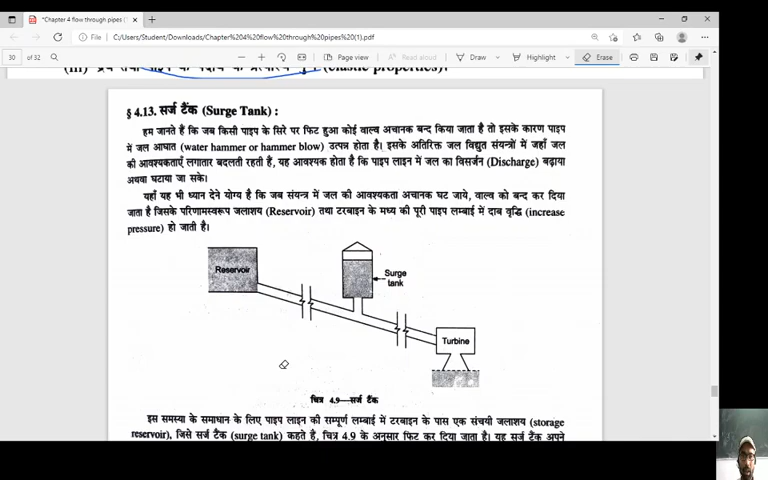 *Chapter 4 flow through pipes (
File
C:/Users/Student/Downloads/Chapter%204%20flow%20through%20pipes%20(1).pdf
30 of 32
Page view
Read aloud
Draw
Highlight
Erase
(elastic properties).
§ 4.13. सर्ज टैंक (Surge Tank) :
हम जानते हैं कि जब किसी पाइप के सिरे पर फिट हुआ कोई वाल्व अचानक बन्द किया जाता है तो इसके कारण पाइप
में जल आघात (water hammer or hammer blow) उत्पन्न होता है। इसके अतिरिक्त जल विद्युत संयन्त्रों में जहाँ जल
की आवश्यकताएँ लगातार बदलती रहती हैं, यह आवश्यक होता है कि पाइप लाइन में जल का विसर्जन (Discharge) बढ़ाया
अथवा घटाया जा सके।
यहाँ यह भी ध्यान देने योग्य है कि जब संयन्त्र में जल की आवश्यकता अचानक घट जाये, वाल्व को बन्द कर दिया
जाता है जिसके परिणामस्वरूप जलाशय (Reservoir) तथा टरबाइन के मध्य की पूरी पाइप लम्बाई में दाब वृद्धि (increase
pressure) हो जाती है।
Reservoir
Surge
tank
Turbine
चित्र 4.9—सर्ज टैंक
इस समस्या के समाधान के लिए पाइप लाइन की सम्पूर्ण लम्बाई में टरबाइन के पास एक संचयी जलाशय (storage
reservoir), जिसे सर्ज टैंक (surge tank) कहते है, चित्र 4.9 के अनुसार फिट कर दिया जाता है। यह सर्ज टैंक अपने